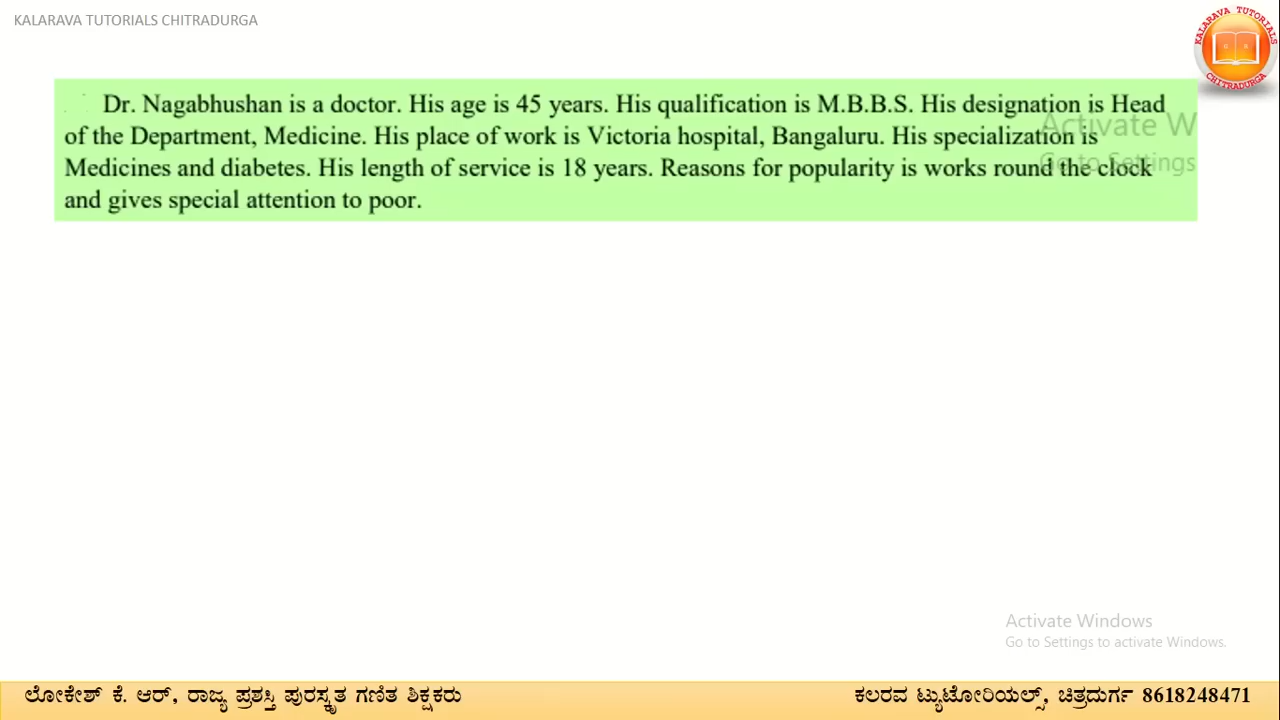 KALARAVA TUTORIALS CHITRADURGA
KALARAVA TUTORIALS
CHITRADURGA
Dr. Nagabhushan is a doctor. His age is 45 years. His qualification is M.B.B.S. His designation is Head
of the Department, Medicine. His place of work is Victoria hospital, Bangaluru. His specialization is
Medicines and diabetes. His length of service is 18 years. Reasons for popularity is works round the clock
and gives special attention to poor.
Activate W
Go to Settings
Activate Windows
Go to Settings to activate Windows.
ಲೋಕೇಶ್ ಕೆ. ಆರ್, ರಾಜ್ಯ ಪ್ರಶಸ್ತಿ ಪುರಸ್ಕೃತ ಗಣಿತ ಶಿಕ್ಷಕರು
ಕಲರವ ಟ್ಯುಟೋರಿಯಲ್ಸ್, ಚಿತ್ರದುರ್ಗ 8618248471